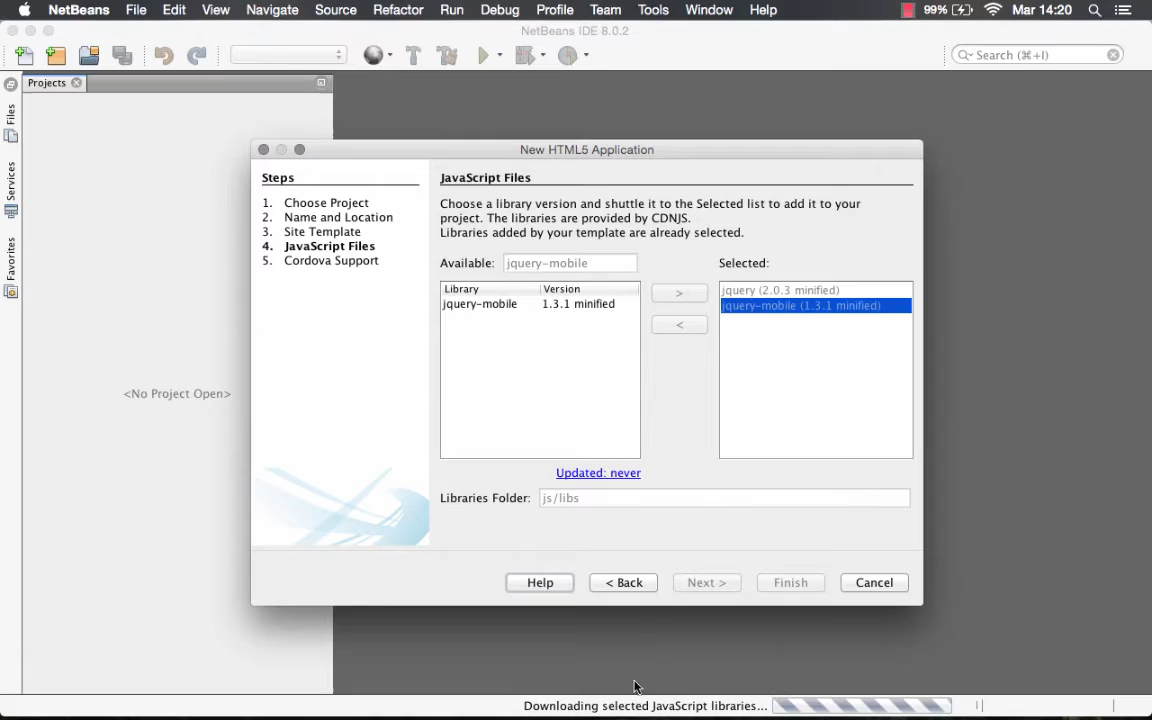 NetBeans File Edit View Navigate Source Refactor Run Debug Profile Team Tools Window Help 99% Mar 14:20
NetBeans IDE 8.0.2
Search (⌘+I)
Projects
Files
Services
Favorites
<No Project Open>
New HTML5 Application
Steps
1. Choose Project
2. Name and Location
3. Site Template
4. JavaScript Files
5. Cordova Support
JavaScript Files
Choose a library version and shuttle it to the Selected list to add it to your
project. The libraries are provided by CDNJS.
Libraries added by your template are already selected.
Available: jquery-mobile
Selected:
Library Version
jquery-mobile 1.3.1 minified
>
<
jquery (2.0.3 minified)
jquery-mobile (1.3.1 minified)
Updated: never
Libraries Folder: js/libs
Help < Back Next > Finish Cancel
Downloading selected JavaScript libraries...